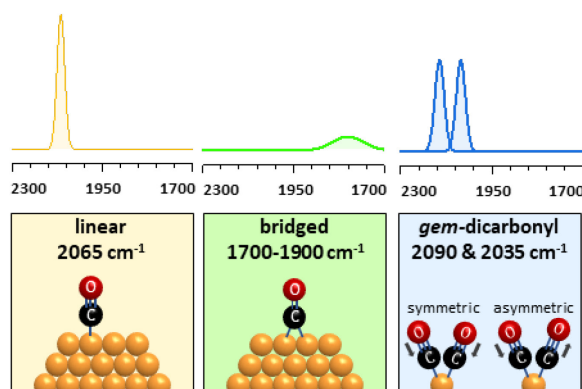 2300 1950 1700
2300 1950 1700
2300 1950 1700
linear
2065 cm⁻¹
O
C
bridged
1700-1900 cm⁻¹
O
C
gem-dicarbonyl
2090 & 2035 cm⁻¹
symmetric asymmetric
O O O O
C C C C